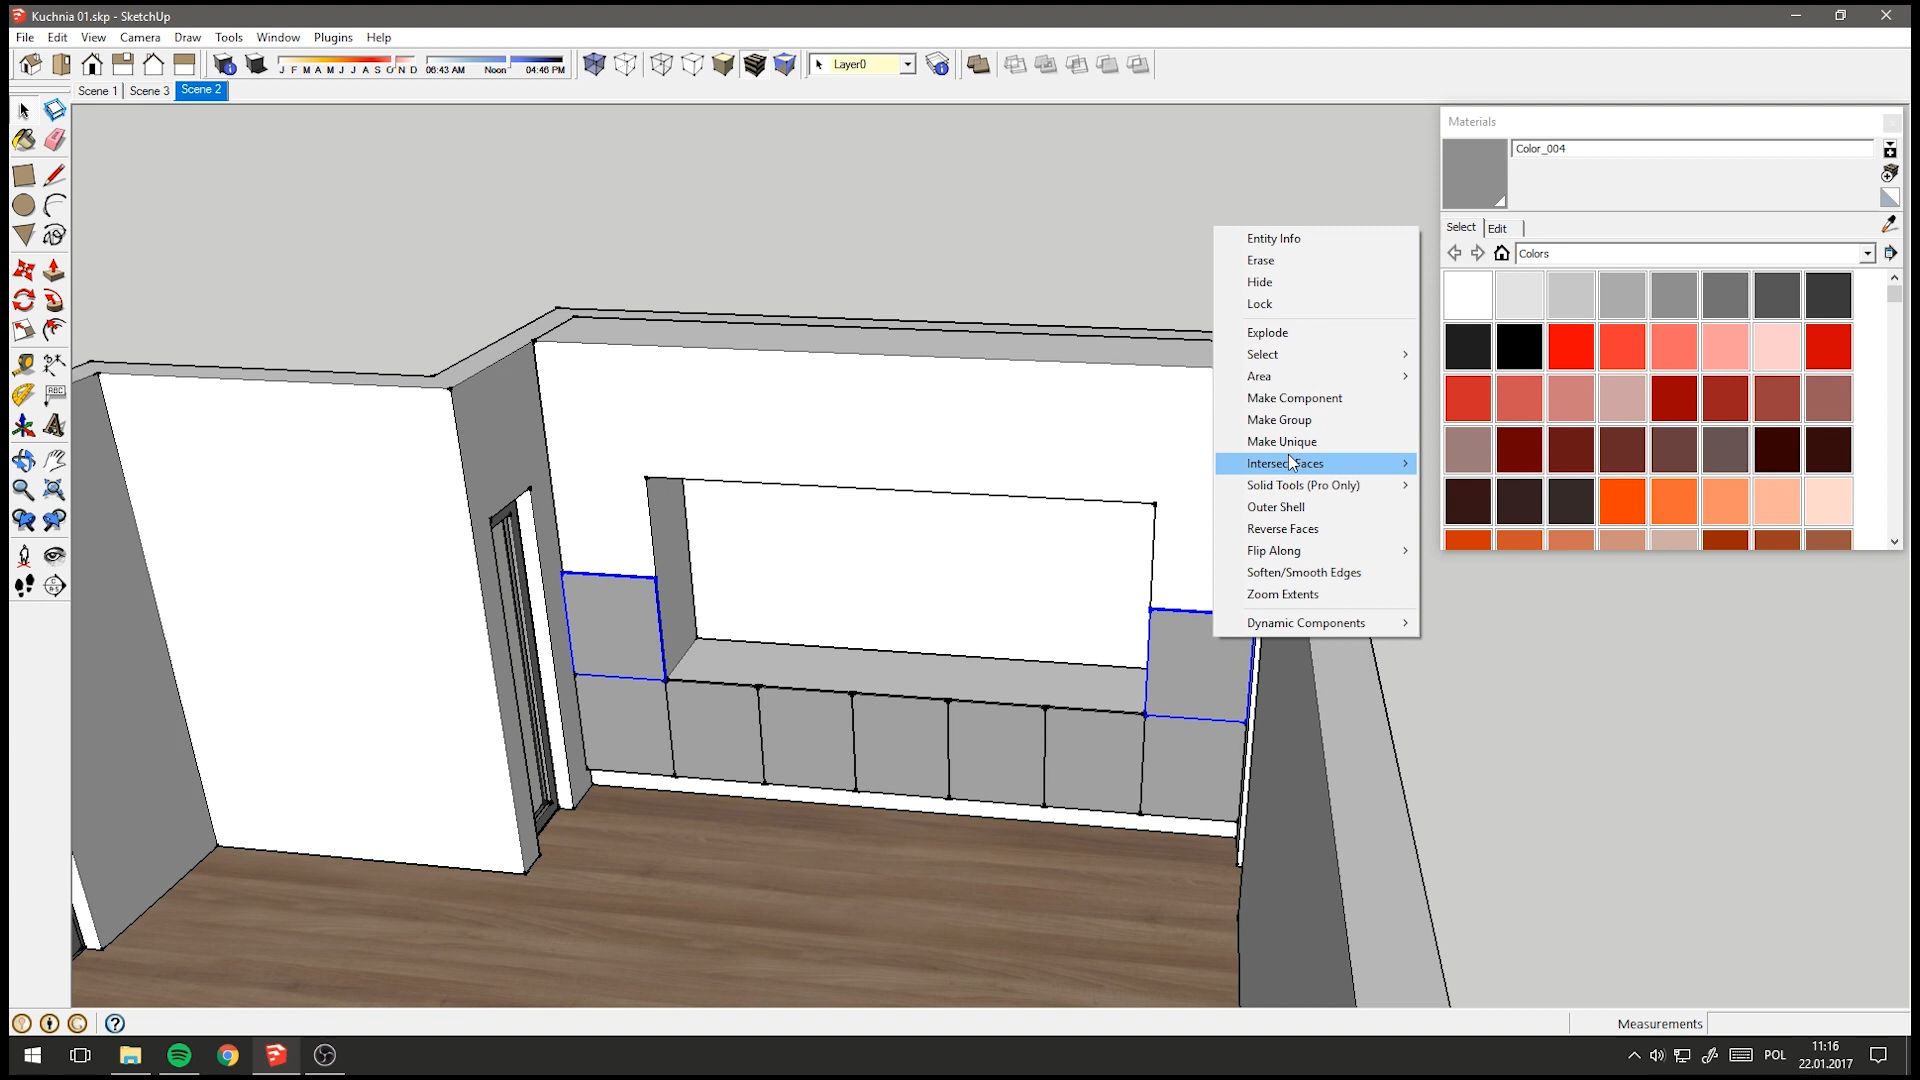 Kuchnia 01.skp - SketchUp
File Edit View Camera Draw Tools Window Plugins Help
J F M A M J J A S O N D 06:43 AM Noon 04:46 PM
Layer0
Scene 1 Scene 3 Scene 2
Materials
Color_004
Select Edit
Colors
Entity Info
Erase
Hide
Lock
Explode
Select
Area
Make Component
Make Group
Make Unique
Intersect Faces
Solid Tools (Pro Only)
Outer Shell
Reverse Faces
Flip Along
Soften/Smooth Edges
Zoom Extents
Dynamic Components
ABC
Measurements
POL
11:16
22.01.2017